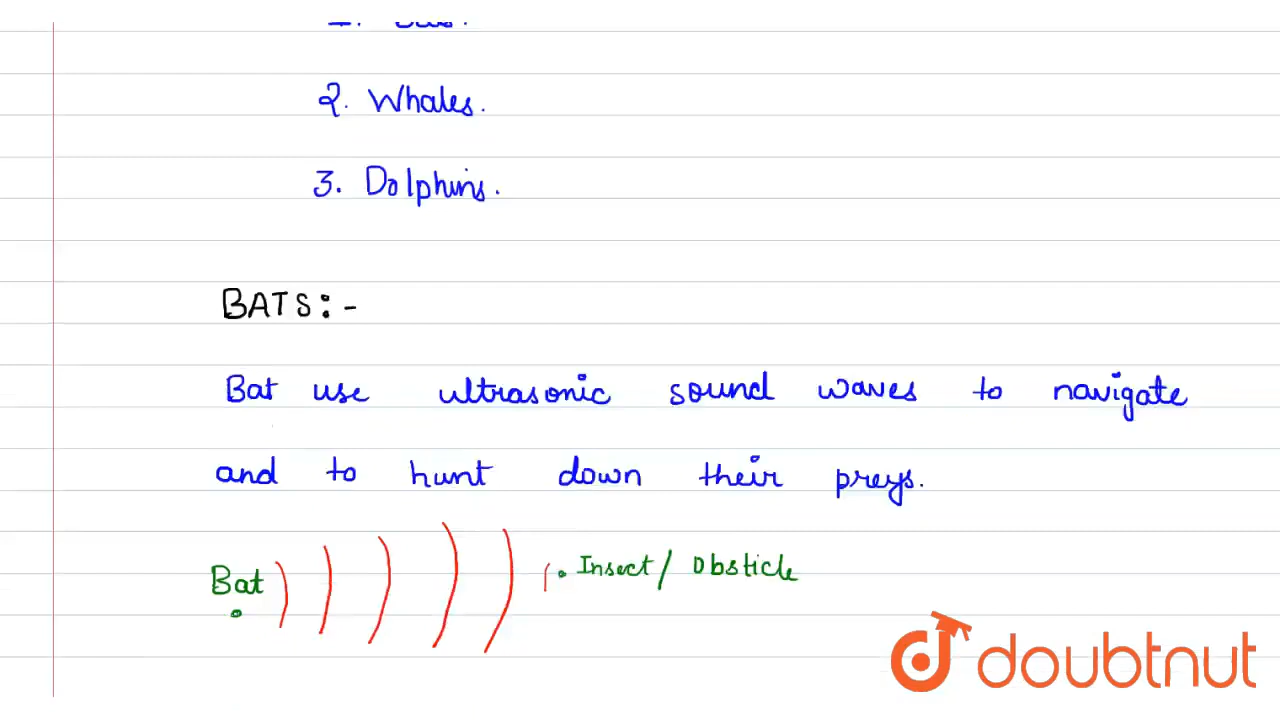 2. Whales.
3. Dolphins.
BATS:-
Bat use ultrasonic sound waves to navigate
and to hunt down their preys.
Bat . Insect / Obsticle
doubtnut